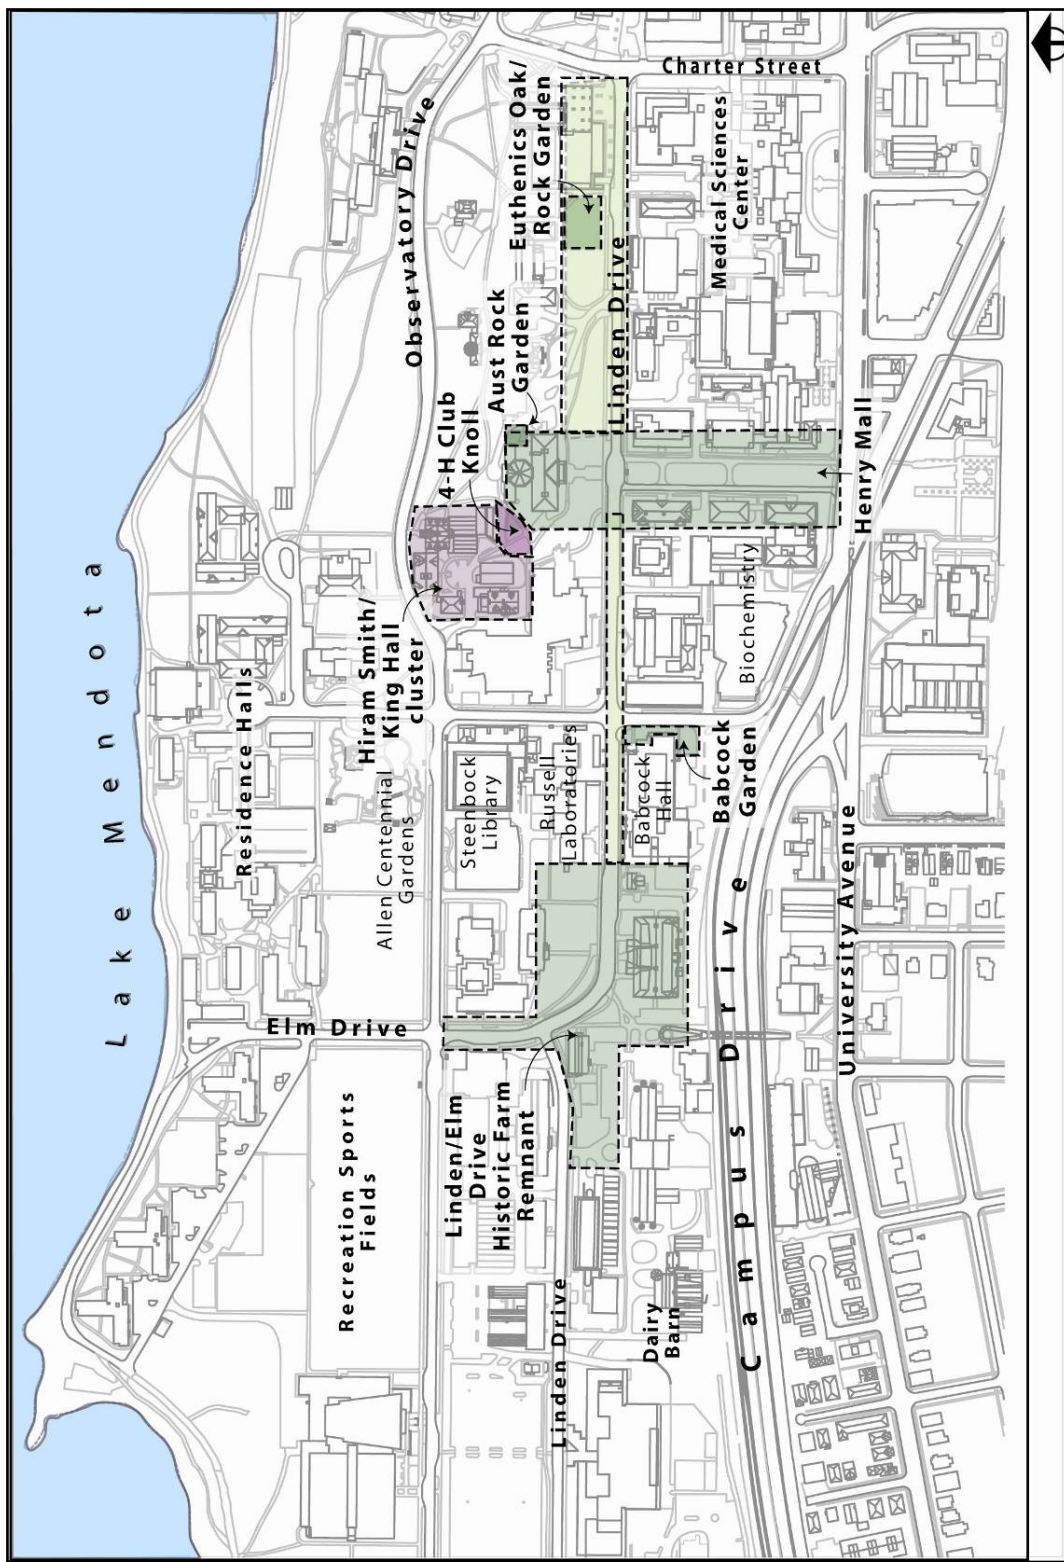 Lake Mendota
Residence Halls
Observatory Drive
Charter Street
Elm Drive
Allen Centennial
Gardens
Hiram Smith/
King Hall
cluster
4-H Club
Knoll
Aust Rock
Garden
Euthenics Oak/
Rock Garden
Recreation Sports
Fields
Steenbock
Library
Russell
Laboratories
Linden Drive
Linden/Elm
Drive
Historic Farm
Remnant
Babcock
Hall
Babcock
Garden
Biochemistry
Medical Sciences
Center
Henry Mall
Linden Drive
Dairy
Barn
Campus Drive
University Avenue